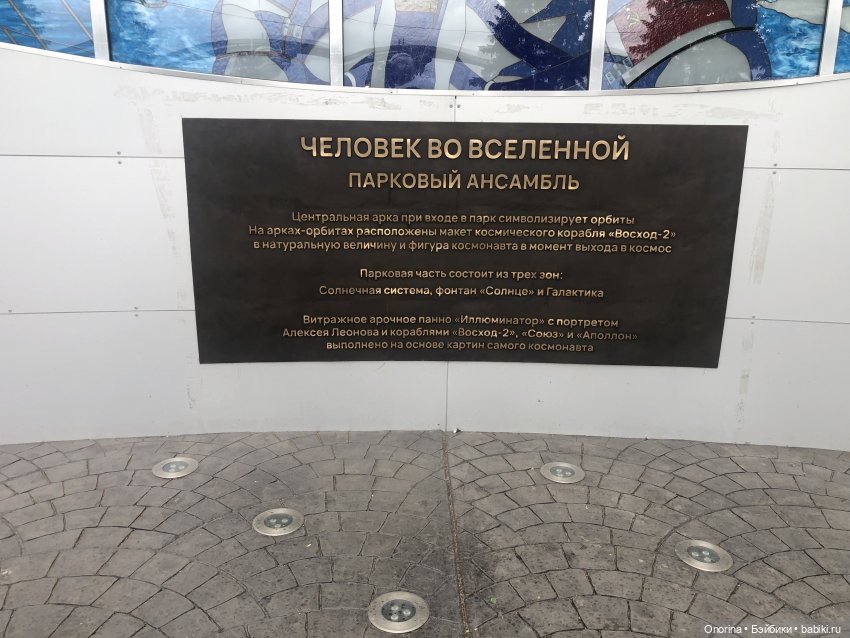 ЧЕЛОВЕК ВО ВСЕЛЕННОЙ
ПАРКОВЫЙ АНСАМБЛЬ
Центральная арка при входе в парк символизирует орбиты
На арках-орбитах расположены макет космического корабля «Восход-2»
в натуральную величину и фигура космонавта в момент выхода в космос
Парковая часть состоит из трех зон:
Солнечная система, фонтан «Солнце» и Галактика
Витражное арочное панно «Иллюминатор» с портретом
Алексея Леонова и кораблями «Восход-2», «Союз» и «Аполлон»
выполнено на основе картин самого космонавта
Onorina • Бэйбики • babiki.ru